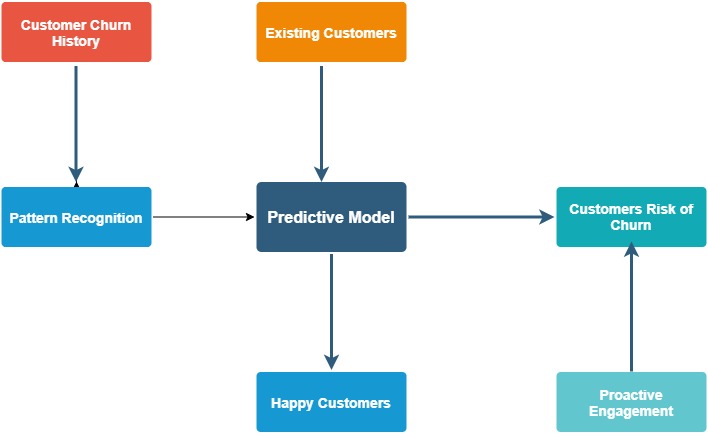 Customer Churn
History
Existing Customers
Pattern Recognition
Predictive Model
Customers Risk of
Churn
Happy Customers
Proactive
Engagement